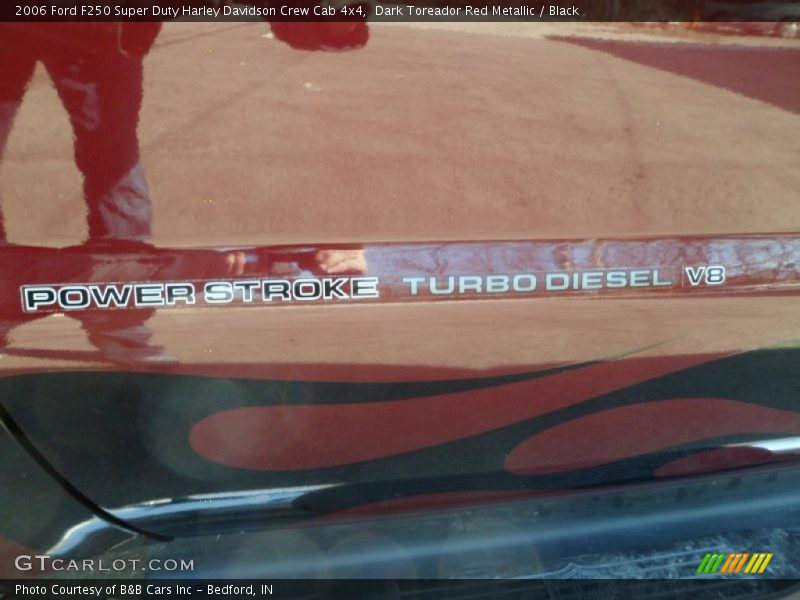 2006 Ford F250 Super Duty Harley Davidson Crew Cab 4x4, Dark Toreador Red Metallic / Black
POWER STROKE TURBO DIESEL V8
GTCARLOT.COM
Photo Courtesy of B&B Cars Inc - Bedford, IN